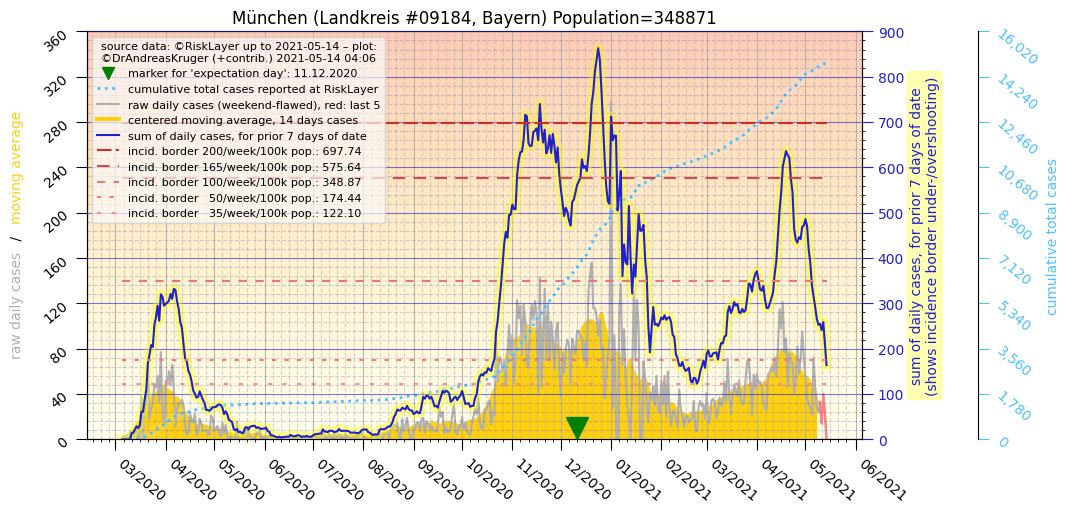 München (Landkreis #09184, Bayern) Population=348871
source data: ©RiskLayer up to 2021-05-14 – plot:
©DrAndreasKruger (+contrib.) 2021-05-14 04:06
marker for 'expectation day': 11.12.2020
cumulative total cases reported at RiskLayer
raw daily cases (weekend-flawed), red: last 5
centered moving average, 14 days cases
sum of daily cases, for prior 7 days of date
incid. border 200/week/100k pop.: 697.74
incid. border 165/week/100k pop.: 575.64
incid. border 100/week/100k pop.: 348.87
incid. border   50/week/100k pop.: 174.44
incid. border   35/week/100k pop.: 122.10
raw daily cases   /   moving average
360
320
280
240
200
160
120
80
40
0
03/2020
04/2020
05/2020
06/2020
07/2020
08/2020
09/2020
10/2020
11/2020
12/2020
01/2021
02/2021
03/2021
04/2021
05/2021
06/2021
900
800
700
600
500
400
300
200
100
0
sum of daily cases, for prior 7 days of date
(shows incidence border under-/overshooting)
16,020
14,240
12,460
10,680
8,900
7,120
5,340
3,560
1,780
0
cumulative total cases